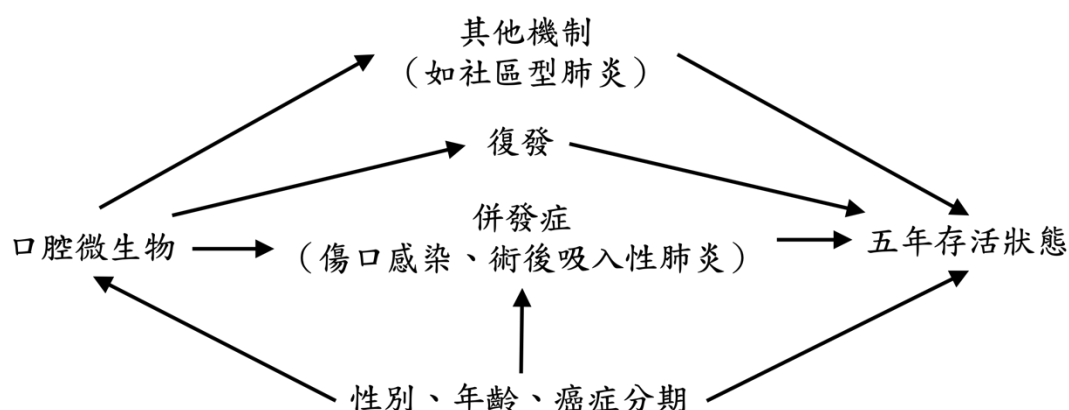 其他機制
（如社區型肺炎）
復發
併發症
口腔微生物
（傷口感染、術後吸入性肺炎）
五年存活狀態
性別、年齡、癌症分期